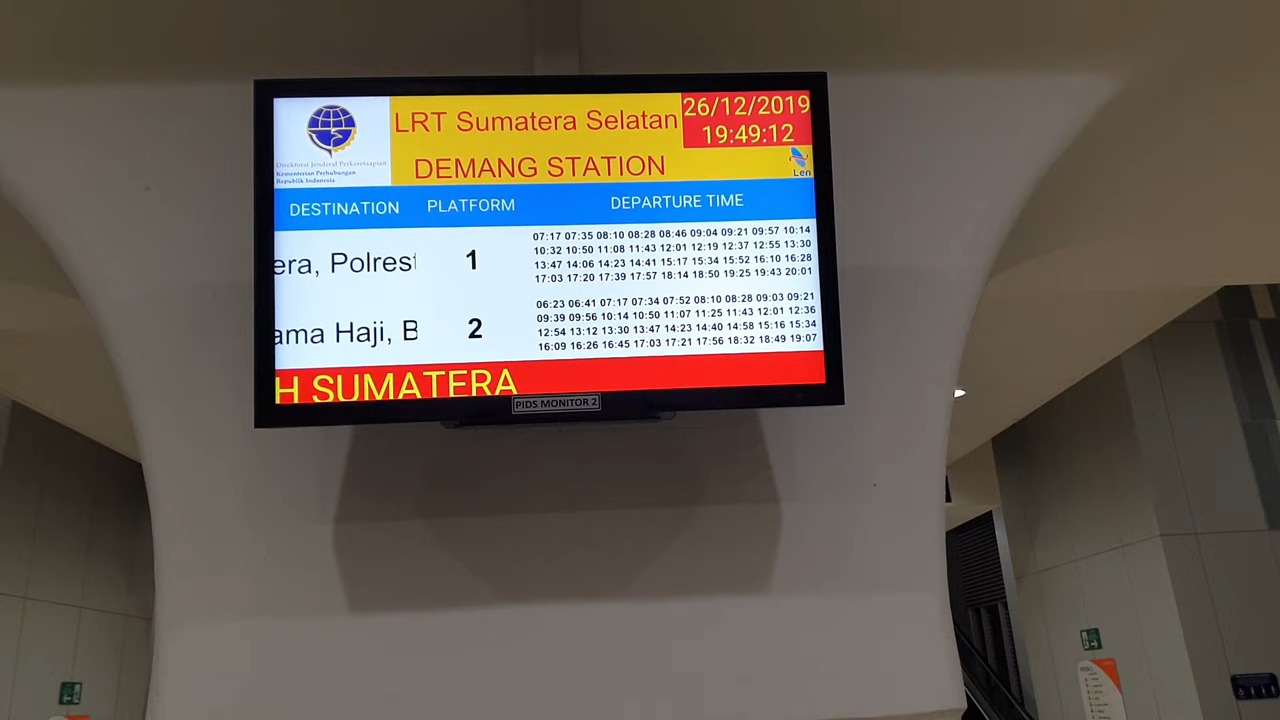 Direktorat Jenderal Perkeretaapian
Kementerian Perhubungan
Republik Indonesia
LRT Sumatera Selatan
DEMANG STATION
26/12/2019
19:49:12
Len
DESTINATION PLATFORM DEPARTURE TIME
era, Polrest 1
07:17 07:35 08:10 08:28 08:46 09:04 09:21 09:57 10:14
10:32 10:50 11:08 11:43 12:01 12:19 12:37 12:55 13:30
13:47 14:06 14:23 14:41 15:17 15:34 15:52 16:10 16:28
17:03 17:20 17:39 17:57 18:14 18:50 19:25 19:43 20:01
ama Haji, B 2
06:23 06:41 07:17 07:34 07:52 08:10 08:28 09:03 09:21
09:39 09:56 10:14 10:50 11:07 11:25 11:43 12:01 12:36
12:54 13:12 13:30 13:47 14:23 14:40 14:58 15:16 15:34
16:09 16:26 16:45 17:03 17:21 17:56 18:32 18:49 19:07
H SUMATERA
PIDS MONITOR 2